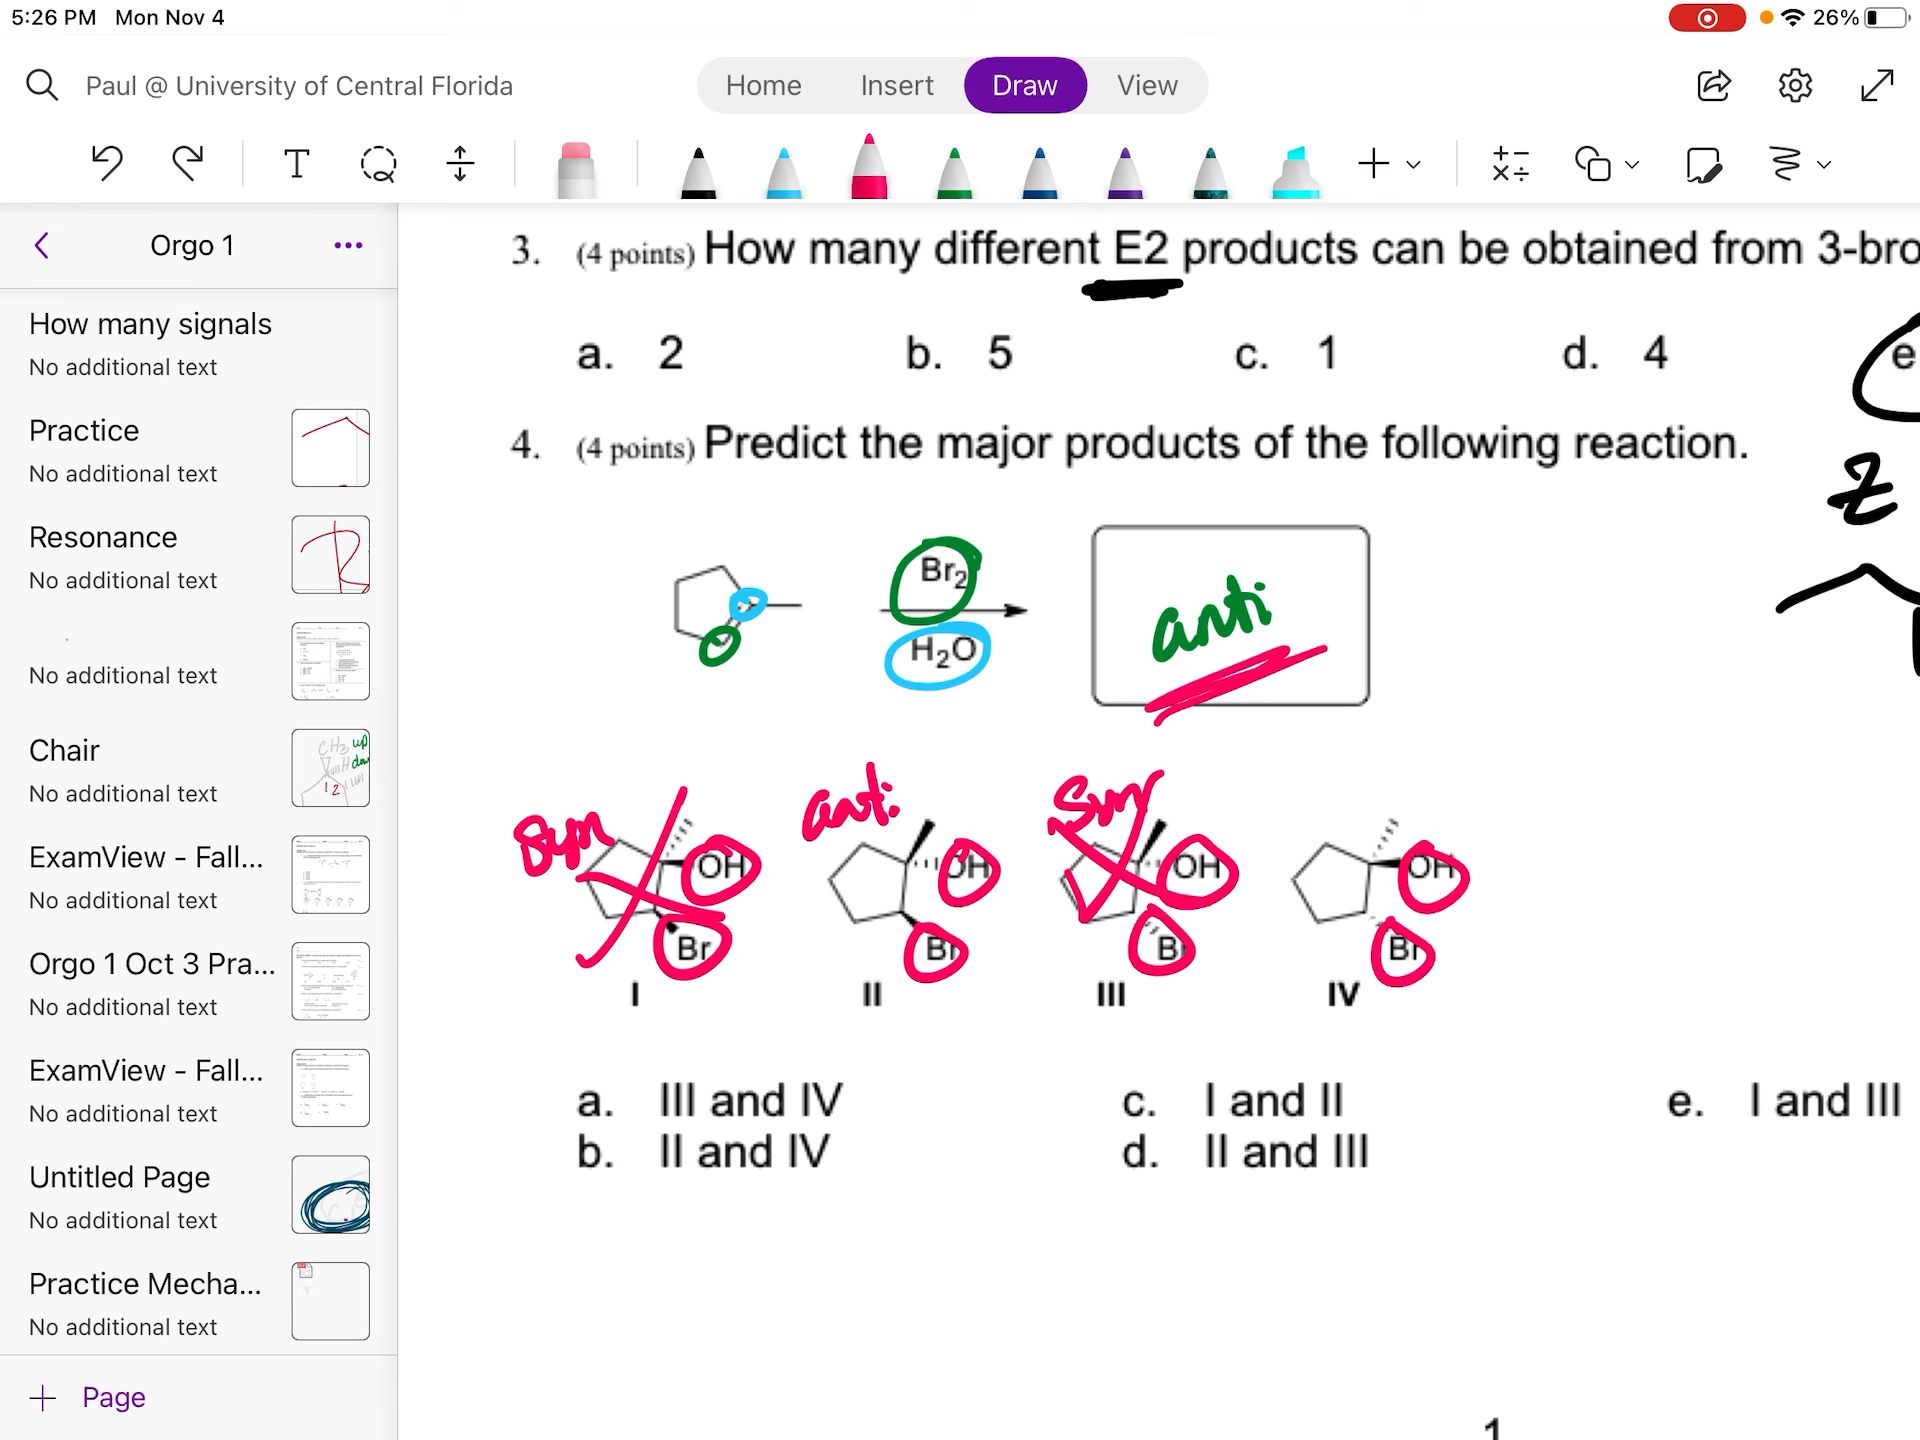 5:26 PM Mon Nov 4
26%
Paul @ University of Central Florida
Home Insert Draw View
T
Orgo 1
How many signals
No additional text
Practice
No additional text
Resonance
No additional text
No additional text
Chair
No additional text
ExamView - Fall...
No additional text
Orgo 1 Oct 3 Pra...
No additional text
ExamView - Fall...
No additional text
Untitled Page
No additional text
Practice Mecha...
No additional text
Page
3. (4 points) How many different E2 products can be obtained from 3-bro
a. 2 b. 5 c. 1 d. 4 e
4. (4 points) Predict the major products of the following reaction.
Z
Br2
H2O
anti
Syn anti Syn
OH OH OH OH
Br Br Br Br
I II III IV
a. III and IV c. I and II e. I and III
b. II and IV d. II and III
1